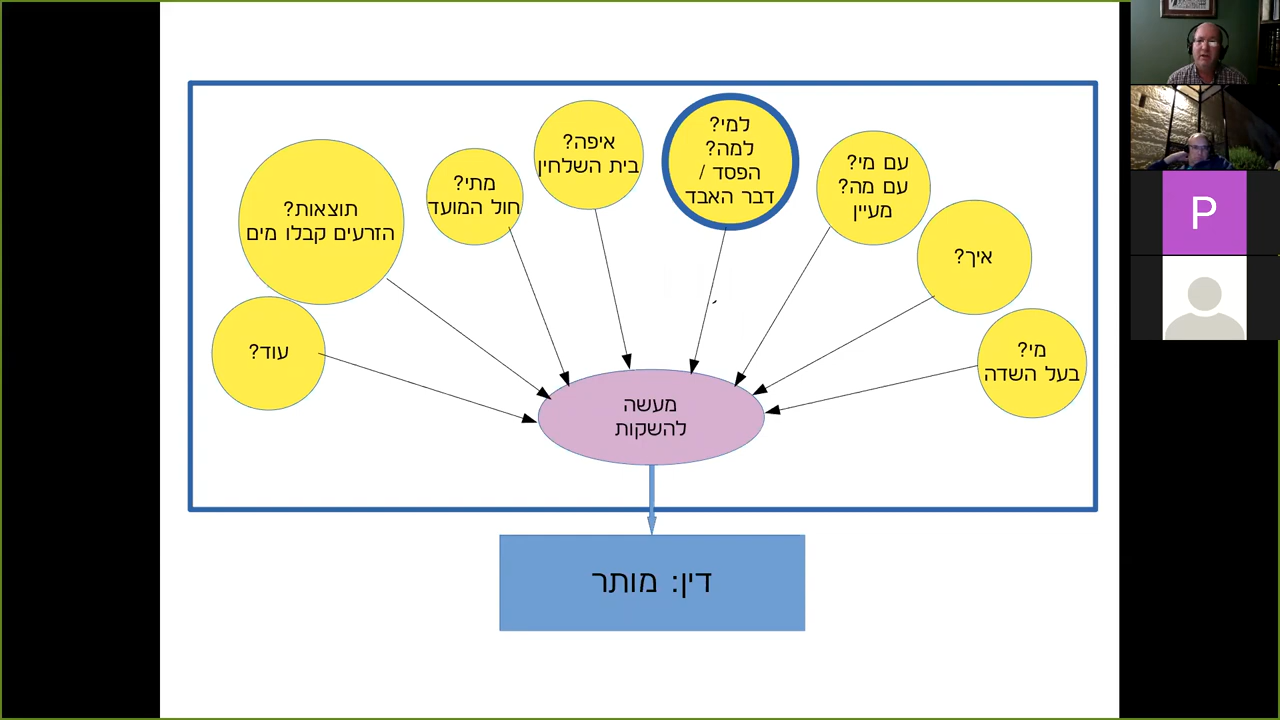 למי?
למה?
הפסד /
דבר האבד
איפה?
בית השלחין
עם מי?
עם מה?
מעיין
מתי?
חול המועד
תוצאות?
הזרעים קבלו מים
איך?
עוד?
מי?
בעל השדה
מעשה
להשקות
דין: מותר
P